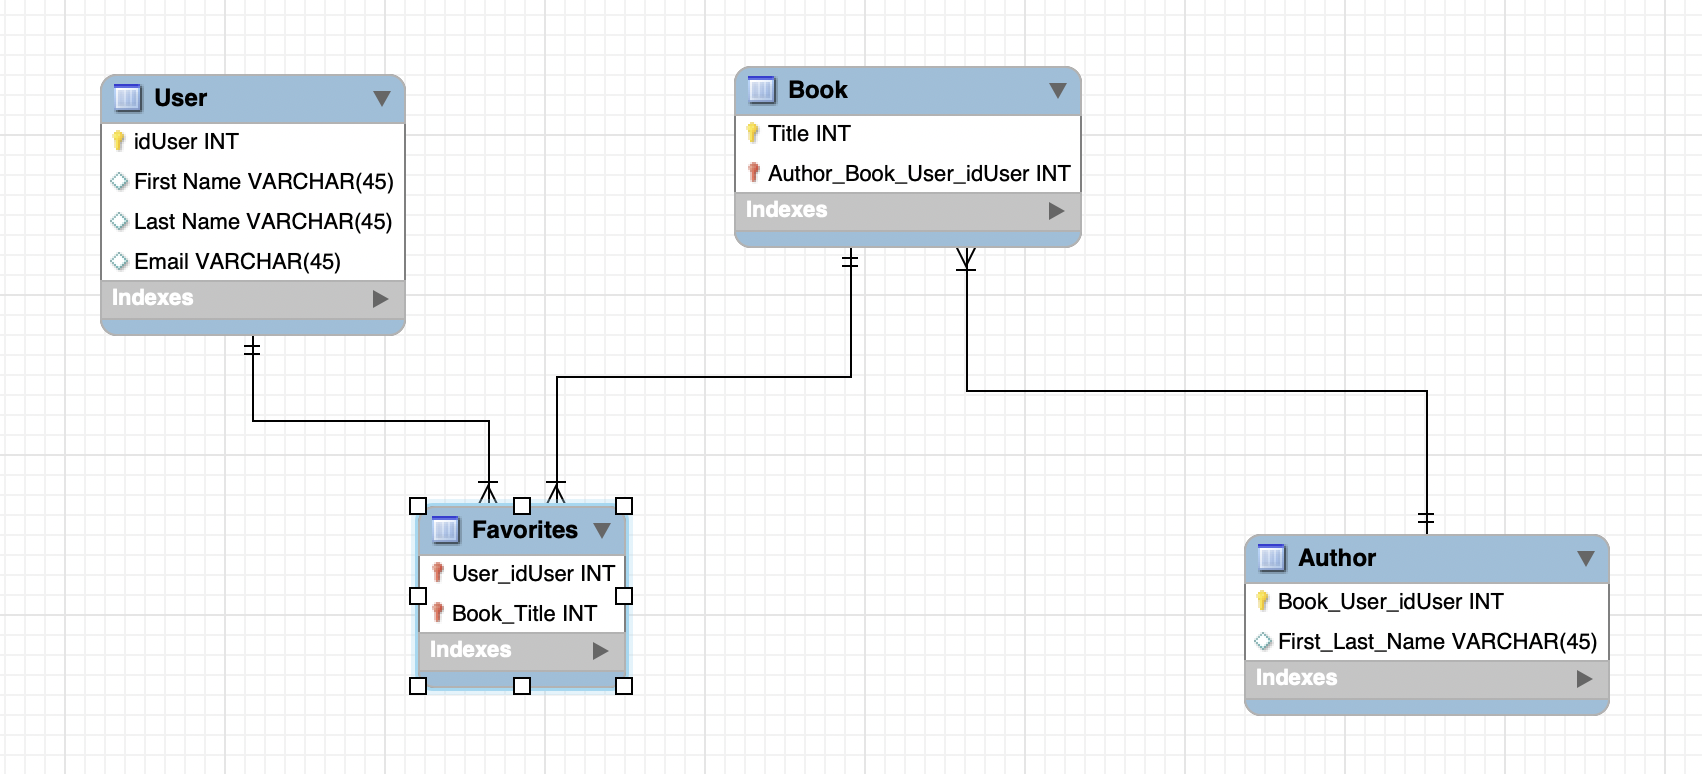 User
idUser INT
First Name VARCHAR(45)
Last Name VARCHAR(45)
Email VARCHAR(45)
Indexes
Book
Title INT
Author_Book_User_idUser INT
Indexes
Favorites
User_idUser INT
Book_Title INT
Indexes
Author
Book_User_idUser INT
First_Last_Name VARCHAR(45)
Indexes